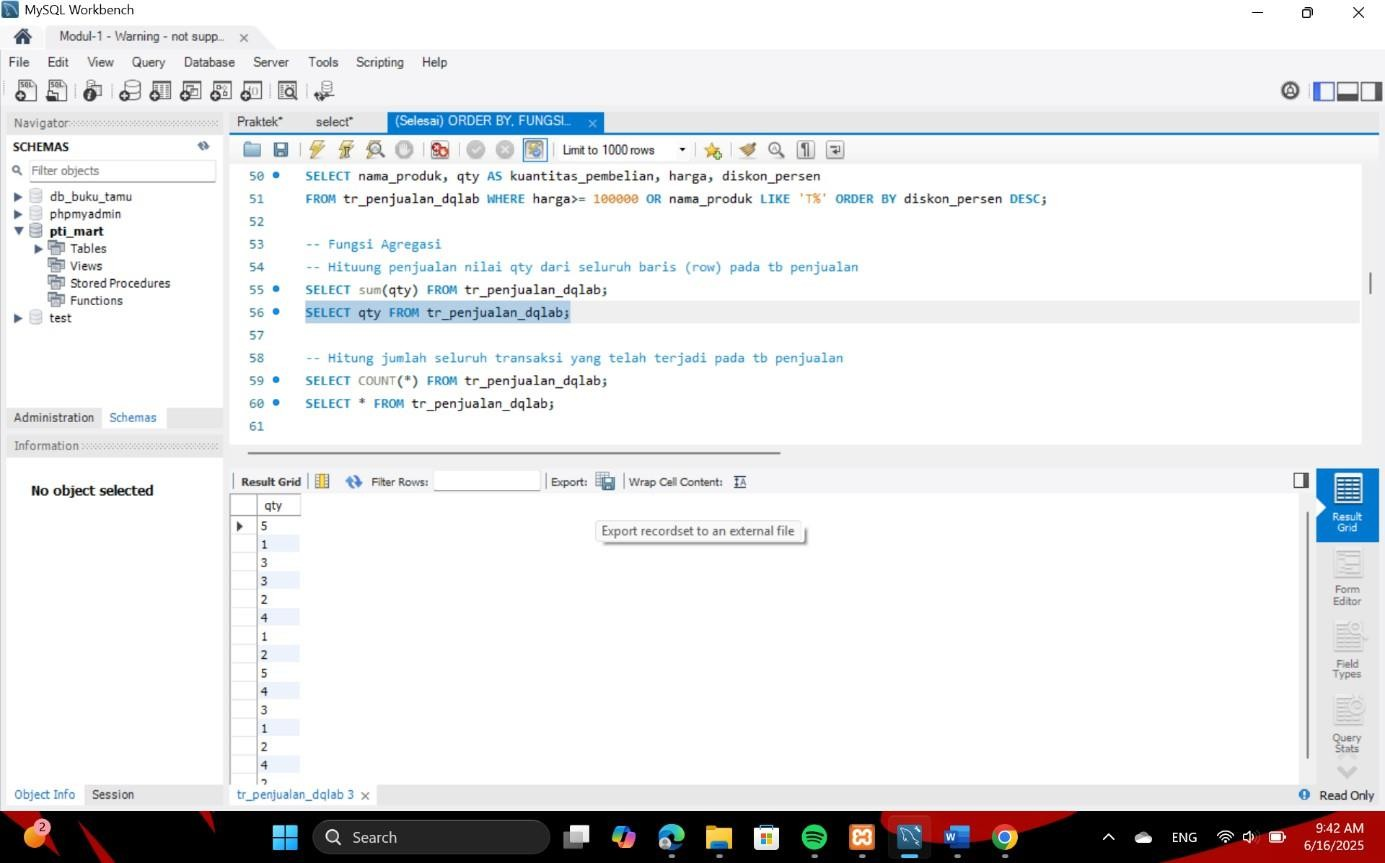 MySQL Workbench
Modul-1 - Warning - not supp...
File Edit View Query Database Server Tools Scripting Help
Navigator
SCHEMAS
Filter objects
db_buku_tamu
phpmyadmin
pti_mart
Tables
Views
Stored Procedures
Functions
test
Administration Schemas
Information
No object selected
Object Info Session
Praktek* select* (Selesai) ORDER BY, FUNGSI...
Limit to 1000 rows
50 SELECT nama_produk, qty AS kuantitas_pembelian, harga, diskon_persen
51 FROM tr_penjualan_dqlab WHERE harga>= 100000 OR nama_produk LIKE 'T%' ORDER BY diskon_persen DESC;
52
53 -- Fungsi Agregasi
54 -- Hituung penjualan nilai qty dari seluruh baris (row) pada tb penjualan
55 SELECT sum(qty) FROM tr_penjualan_dqlab;
56 SELECT qty FROM tr_penjualan_dqlab;
57
58 -- Hitung jumlah seluruh transaksi yang telah terjadi pada tb penjualan
59 SELECT COUNT(*) FROM tr_penjualan_dqlab;
60 SELECT * FROM tr_penjualan_dqlab;
61
Result Grid Filter Rows: Export: Wrap Cell Content:
Export recordset to an external file
qty
5
1
3
3
2
4
1
2
5
4
3
1
2
4
2
Result
Grid
Form
Editor
Field
Types
Query
Stats
tr_penjualan_dqlab 3
Read Only
2
Search
ENG
9:42 AM
6/16/2025